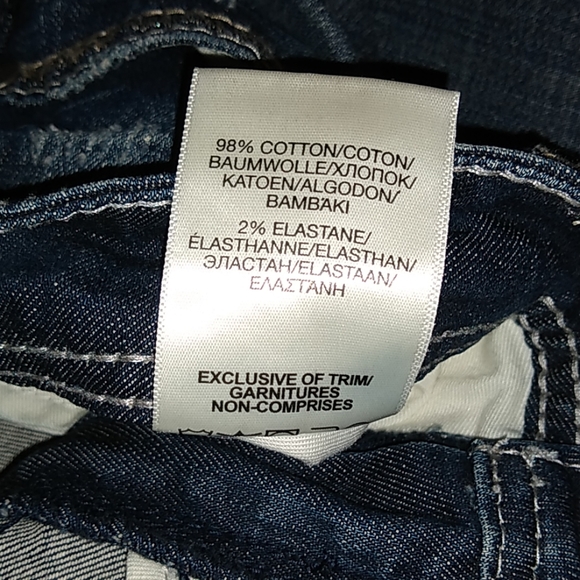 98% COTTON/COTON/
BAUMWOLLE/ХЛОПОК/
KATOEN/ALGODON/
ΒΑΜΒΑΚΙ
2% ELASTANE/
ÉLASTHANNE/ELASTHAN/
ЭЛАСТАН/ELASTAAN/
ΕΛΑΣΤΑΝΗ
EXCLUSIVE OF TRIM/
GARNITURES
NON-COMPRISES